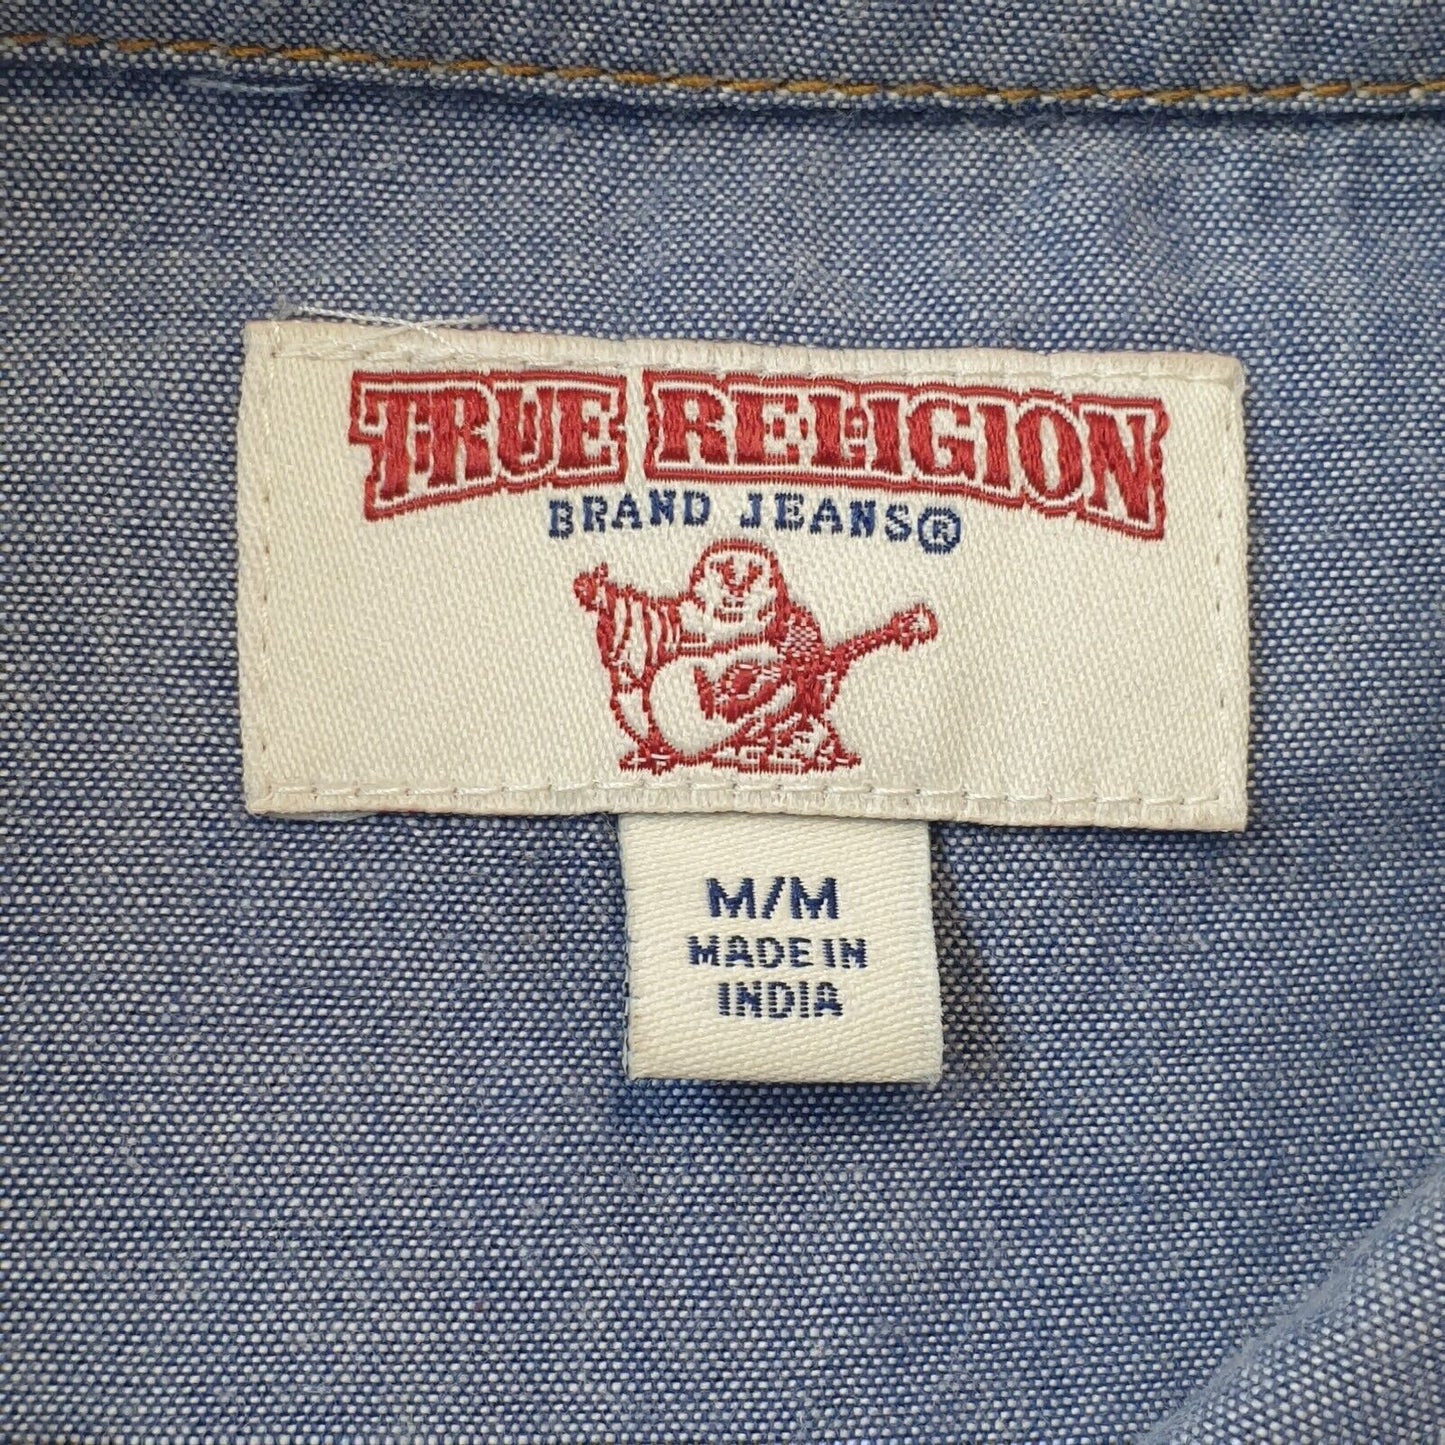 TRUE RELIGION
BRAND JEANS®
M/M
MADE IN
INDIA